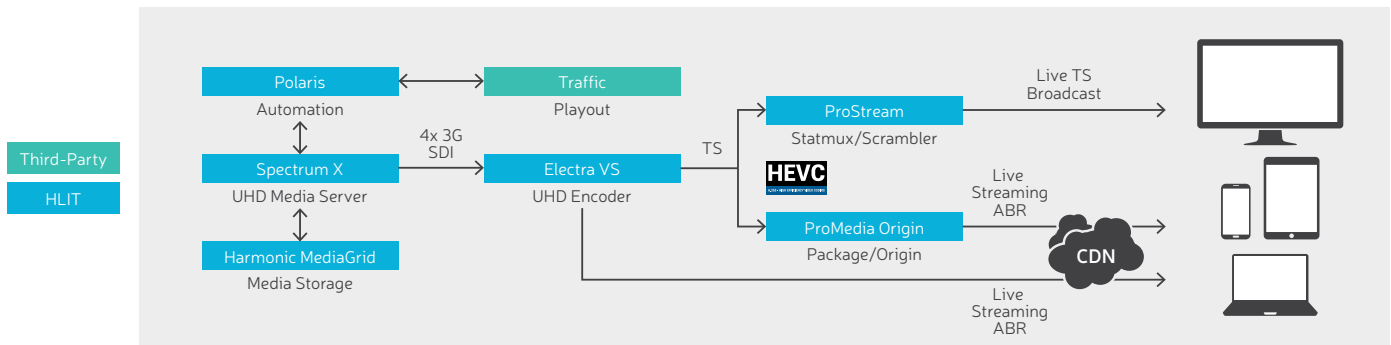 Third-Party
HLIT
Polaris
Automation
Traffic
Playout
4x 3G
SDI
Spectrum X
UHD Media Server
Electra VS
UHD Encoder
Harmonic MediaGrid
Media Storage
TS
ProStream
Statmux/Scrambler
HEVC
ProMedia Origin
Package/Origin
Live TS
Broadcast
Live
Streaming
ABR
CDN
Live
Streaming
ABR